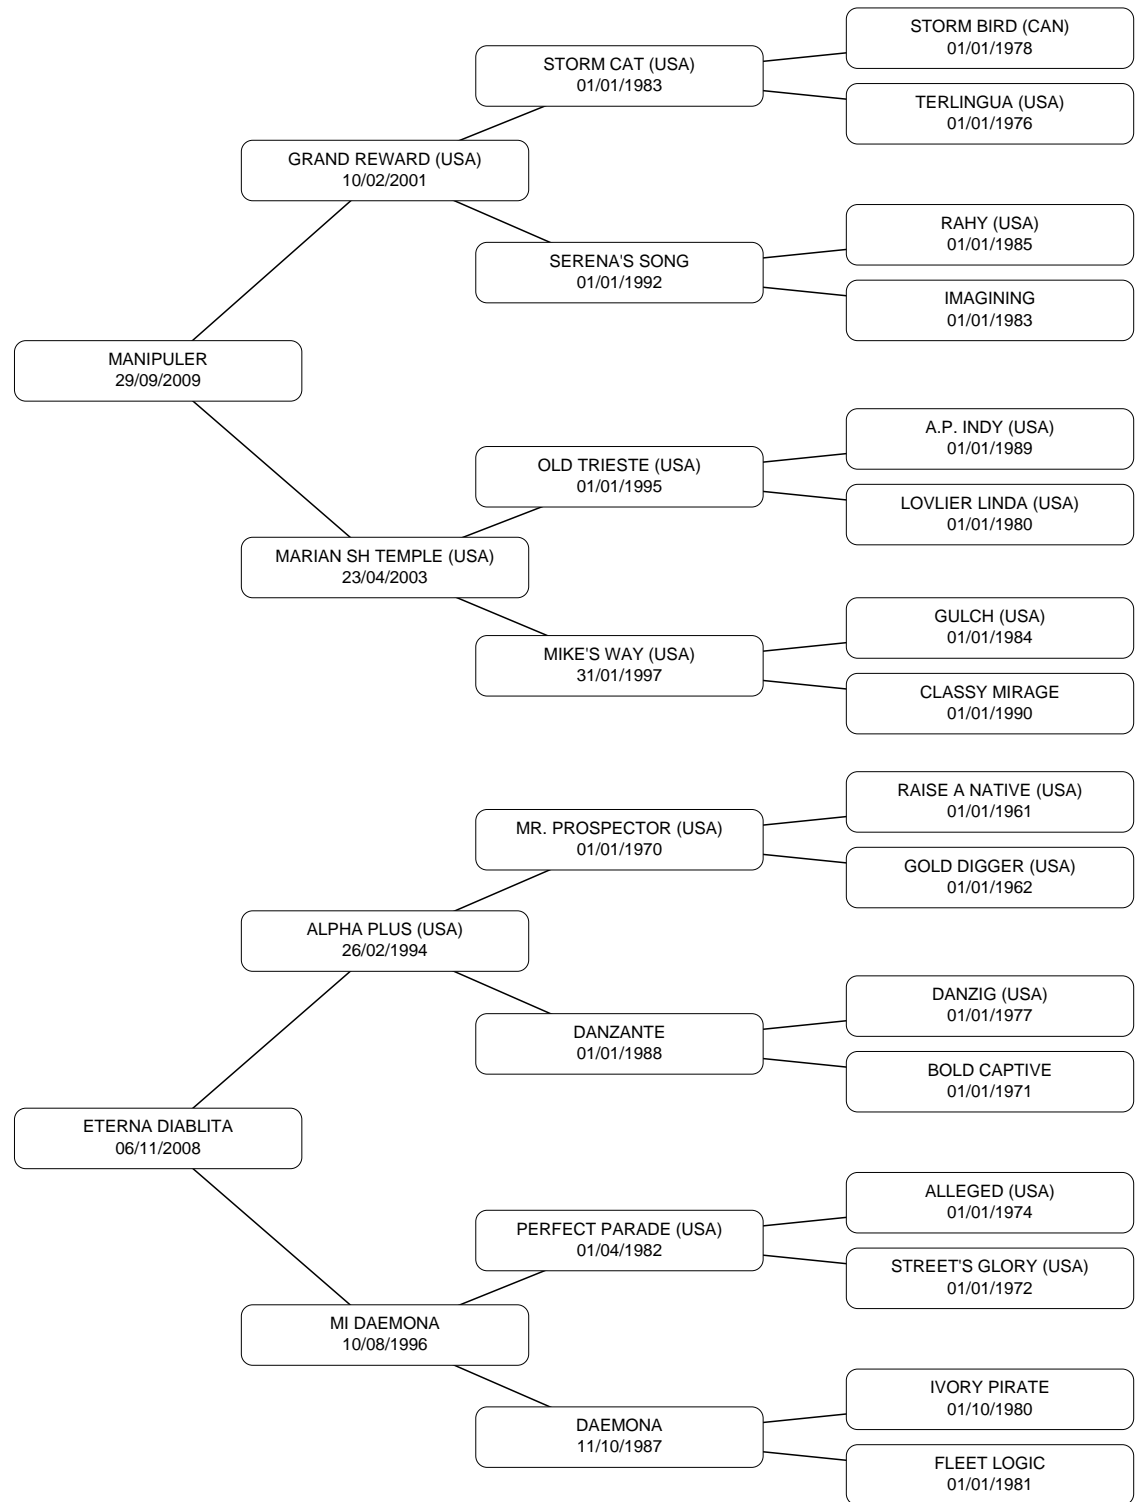 STORM BIRD (CAN)
01/01/1978
STORM CAT (USA)
01/01/1983
TERLINGUA (USA)
01/01/1976
GRAND REWARD (USA)
10/02/2001
RAHY (USA)
01/01/1985
SERENA'S SONG
01/01/1992
IMAGINING
01/01/1983
MANIPULER
29/09/2009
A.P. INDY (USA)
01/01/1989
OLD TRIESTE (USA)
01/01/1995
LOVLIER LINDA (USA)
01/01/1980
MARIAN SH TEMPLE (USA)
23/04/2003
GULCH (USA)
01/01/1984
MIKE'S WAY (USA)
31/01/1997
CLASSY MIRAGE
01/01/1990
RAISE A NATIVE (USA)
01/01/1961
MR. PROSPECTOR (USA)
01/01/1970
GOLD DIGGER (USA)
01/01/1962
ALPHA PLUS (USA)
26/02/1994
DANZIG (USA)
01/01/1977
DANZANTE
01/01/1988
BOLD CAPTIVE
01/01/1971
ETERNA DIABLITA
06/11/2008
ALLEGED (USA)
01/01/1974
PERFECT PARADE (USA)
01/04/1982
STREET'S GLORY (USA)
01/01/1972
MI DAEMONA
10/08/1996
IVORY PIRATE
01/10/1980
DAEMONA
11/10/1987
FLEET LOGIC
01/01/1981